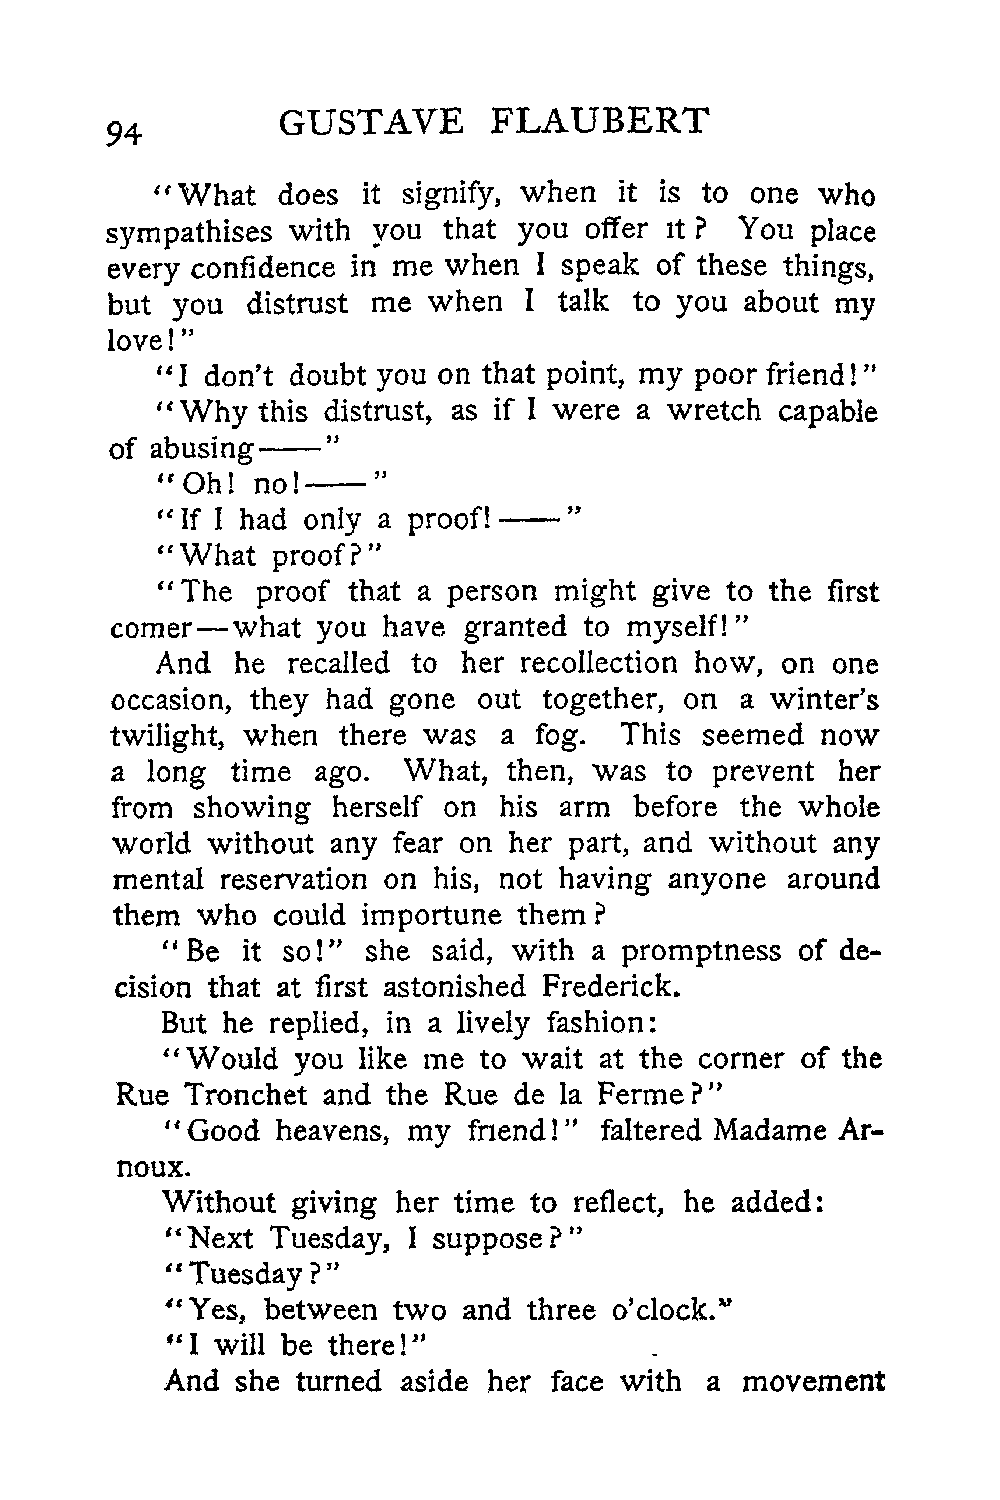 94 GUSTAVE FLAUBERT
"What does it signify, when it is to one who
sympathises with you that you offer it? You place
every confidence in me when I speak of these things,
but you distrust me when I talk to you about my
love!"
"I don't doubt you on that point, my poor friend!"
"Why this distrust, as if I were a wretch capable
of abusing——"
"Oh! no!——"
"If I had only a proof!——"
"What proof?"
"The proof that a person might give to the first
comer—what you have granted to myself!"
And he recalled to her recollection how, on one
occasion, they had gone out together, on a winter's
twilight, when there was a fog. This seemed now
a long time ago. What, then, was to prevent her
from showing herself on his arm before the whole
world without any fear on her part, and without any
mental reservation on his, not having anyone around
them who could importune them?
"Be it so!" she said, with a promptness of de-
cision that at first astonished Frederick.
But he replied, in a lively fashion:
"Would you like me to wait at the corner of the
Rue Tronchet and the Rue de la Ferme?"
"Good heavens, my friend!" faltered Madame Ar-
noux.
Without giving her time to reflect, he added:
"Next Tuesday, I suppose?"
"Tuesday?"
"Yes, between two and three o'clock."
"I will be there!"
And she turned aside her face with a movement